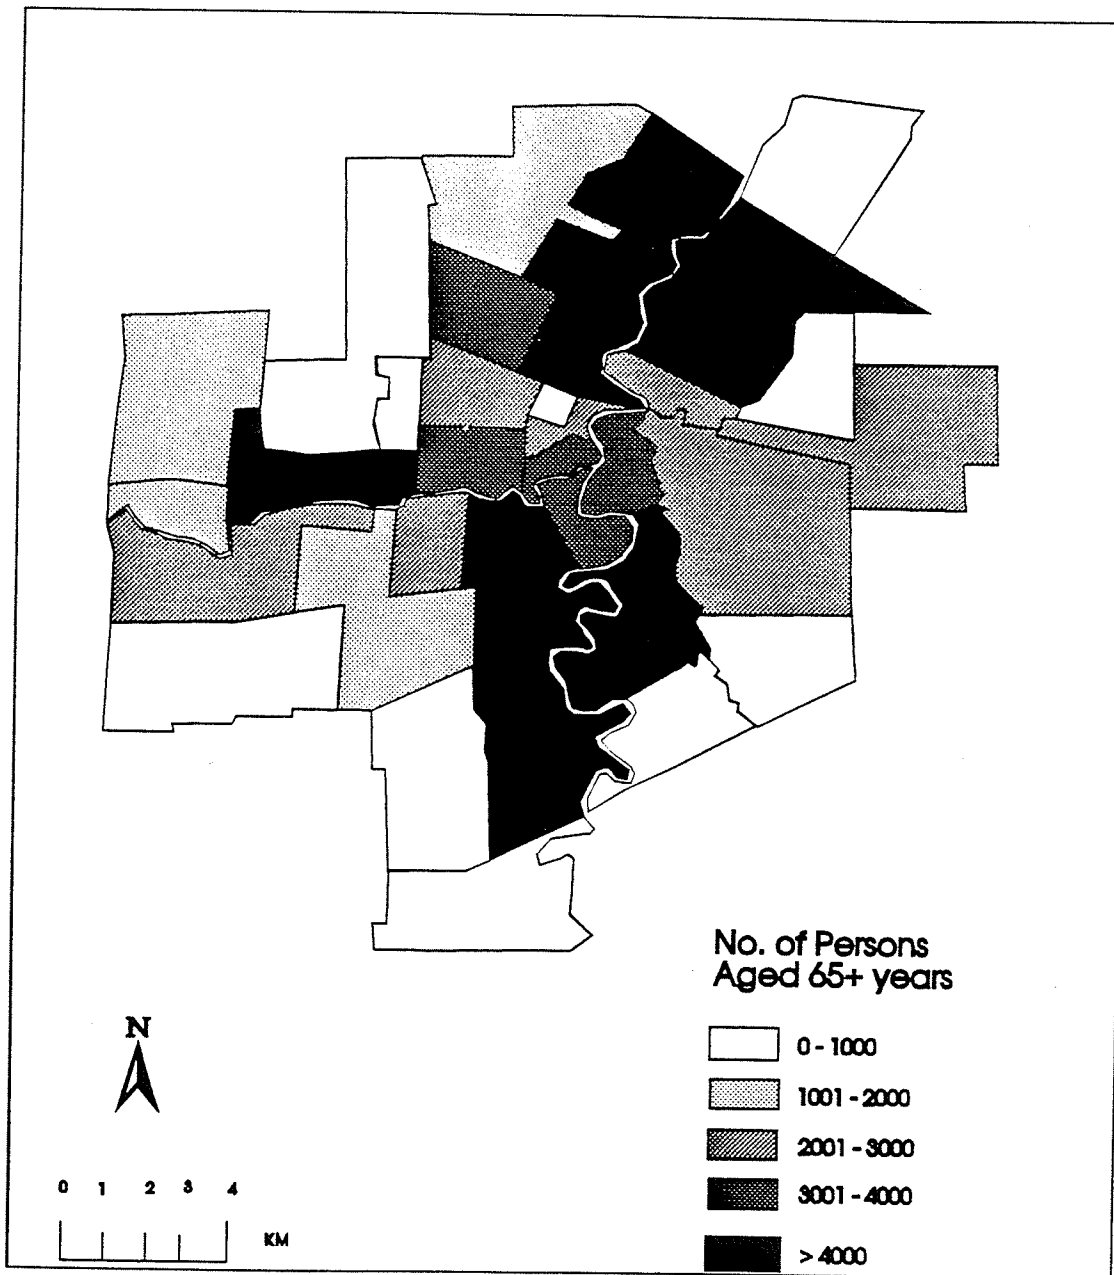 No. of Persons
Aged 65+ years
N
0 - 1000
1001 - 2000
2001 - 3000
3001 - 4000
> 4000
0 1 2 3 4
KM